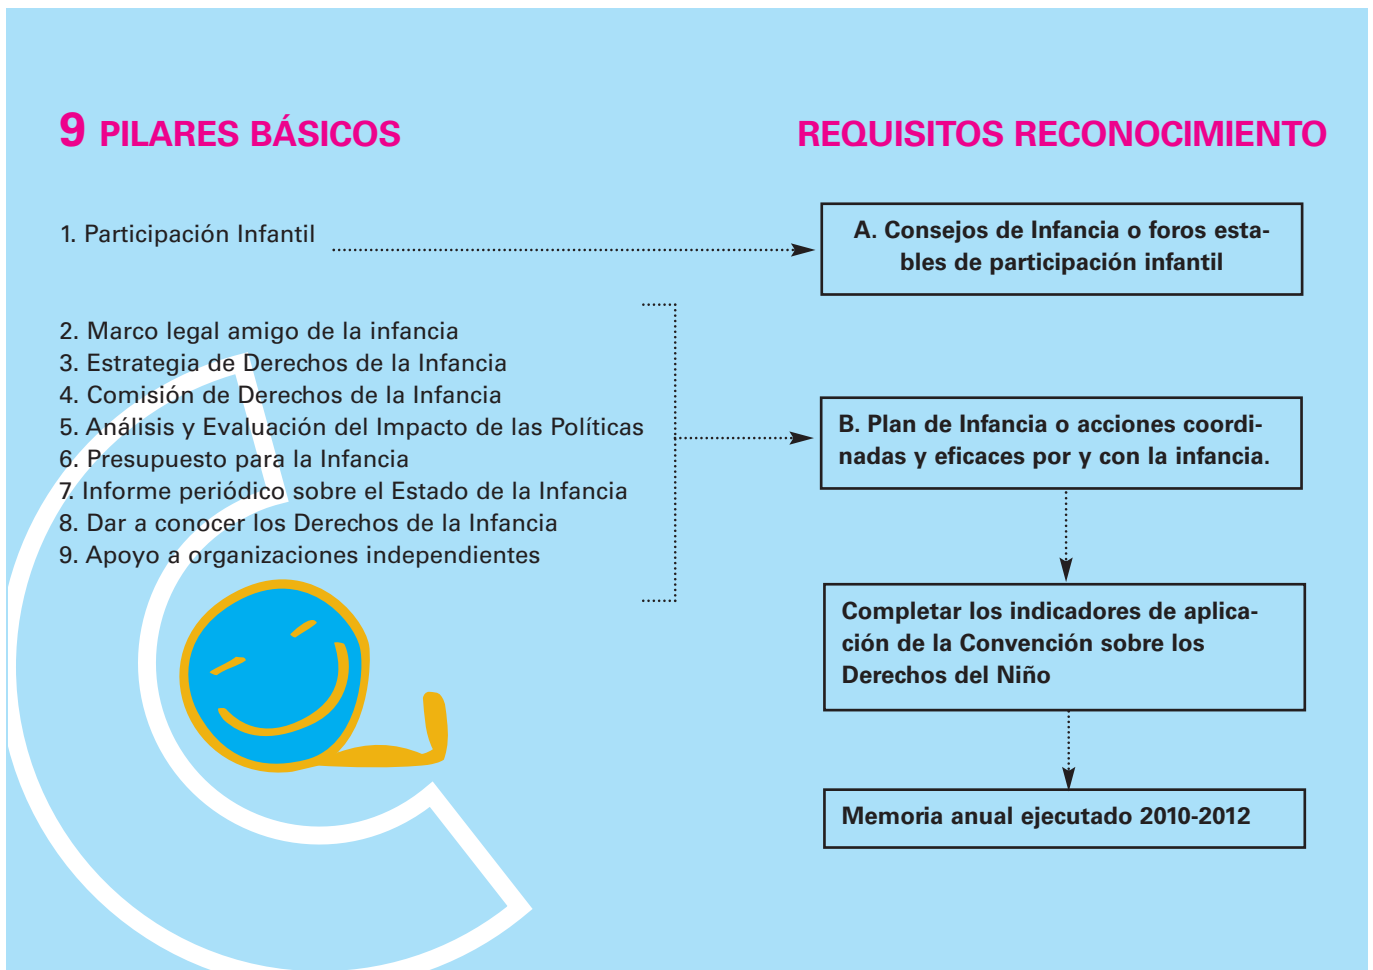 9 PILARES BÁSICOS
REQUISITOS RECONOCIMIENTO
1. Participación Infantil
A. Consejos de Infancia o foros esta-
bles de participación infantil
2. Marco legal amigo de la infancia
3. Estrategia de Derechos de la Infancia
4. Comisión de Derechos de la Infancia
5. Análisis y Evaluación del Impacto de las Políticas
6. Presupuesto para la Infancia
7. Informe periódico sobre el Estado de la Infancia
8. Dar a conocer los Derechos de la Infancia
9. Apoyo a organizaciones independientes
B. Plan de Infancia o acciones coordi-
nadas y eficaces por y con la infancia.
Completar los indicadores de aplica-
ción de la Convención sobre los
Derechos del Niño
Memoria anual ejecutado 2010-2012